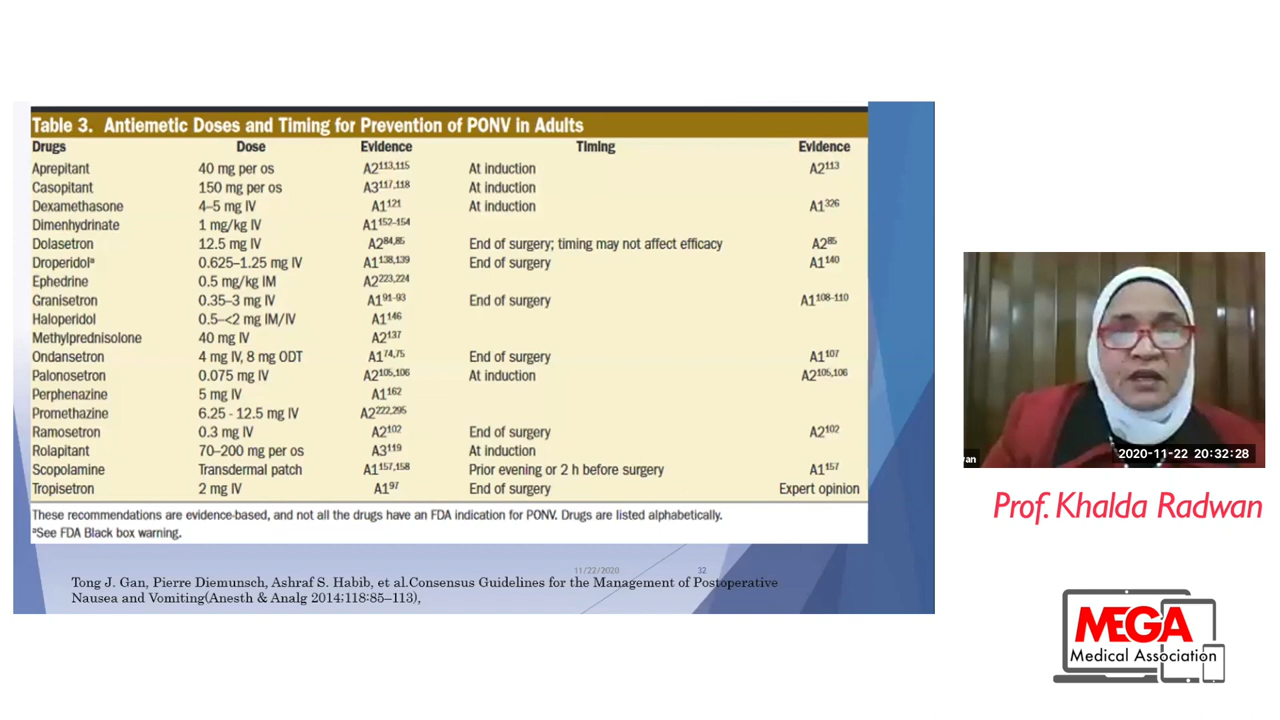 Table 3. Antiemetic Doses and Timing for Prevention of PONV in Adults
Drugs Dose Evidence Timing Evidence
Aprepitant 40 mg per os A2113,115 At induction A2113
Casopitant 150 mg per os A3117,118 At induction
Dexamethasone 4–5 mg IV A1121 At induction A1326
Dimenhydrinate 1 mg/kg IV A1152–154
Dolasetron 12.5 mg IV A284,85 End of surgery; timing may not affect efficacy A285
Droperidola 0.625–1.25 mg IV A1138,139 End of surgery A1140
Ephedrine 0.5 mg/kg IM A2223,224
Granisetron 0.35–3 mg IV A191–93 End of surgery A1108–110
Haloperidol 0.5–<2 mg IM/IV A1146
Methylprednisolone 40 mg IV A2137
Ondansetron 4 mg IV, 8 mg ODT A174,75 End of surgery A1107
Palonosetron 0.075 mg IV A2105,106 At induction A2105,106
Perphenazine 5 mg IV A1162
Promethazine 6.25 - 12.5 mg IV A2222,295
Ramosetron 0.3 mg IV A2102 End of surgery A2102
Rolapitant 70–200 mg per os A3119 At induction
Scopolamine Transdermal patch A1157,158 Prior evening or 2 h before surgery A1157
Tropisetron 2 mg IV A197 End of surgery Expert opinion
These recommendations are evidence-based, and not all the drugs have an FDA indication for PONV. Drugs are listed alphabetically.
aSee FDA Black box warning.
11/22/2020 32
Tong J. Gan, Pierre Diemunsch, Ashraf S. Habib, et al.Consensus Guidelines for the Management of Postoperative
Nausea and Vomiting(Anesth & Analg 2014;118:85–113),
2020-11-22 20:32:28
Prof. Khalda Radwan
MEGA
Medical Association